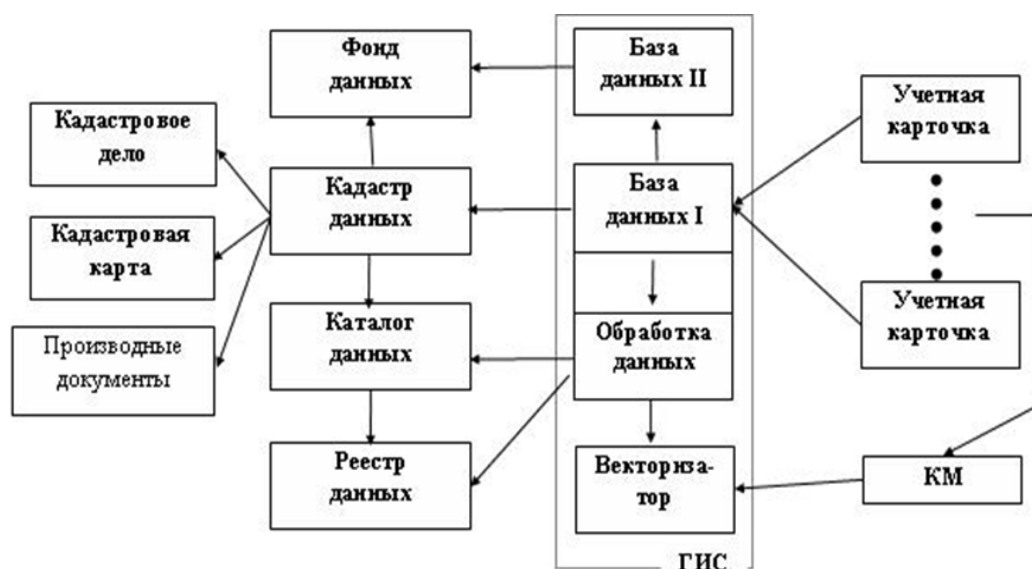 Фонд
данных
База
данных II
Учетная
карточка
Кадастровое
дело
Кадастр
данных
База
данных I
Кадастровая
карта
Каталог
данных
Обработка
данных
Учетная
карточка
Производные
документы
Реестр
данных
Векториза-
тор
КМ
ГИС